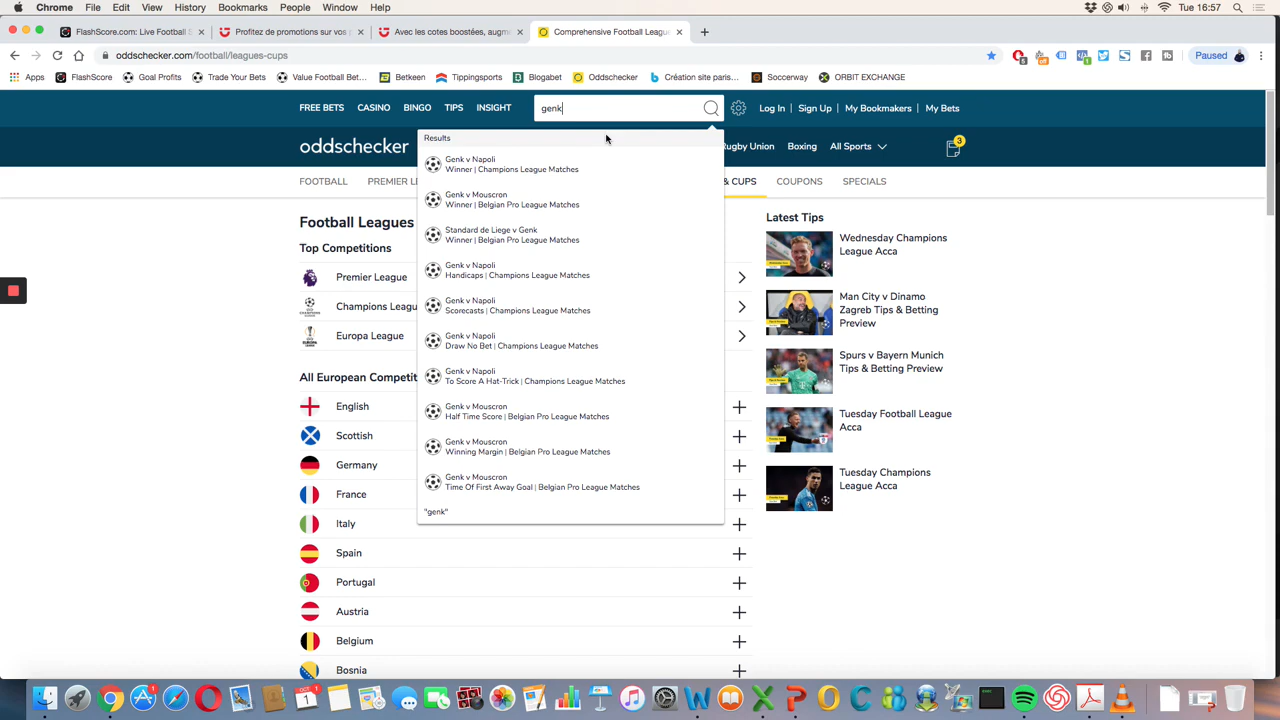 Chrome File Edit View History Bookmarks People Window Help Tue 16:57
FlashScore.com: Live Football S Profitez de promotions sur vos p Avec les cotes boostées, augm Comprehensive Football Leagu
oddschecker.com/football/leagues-cups Paused
Apps FlashScore Goal Profits Trade Your Bets Value Football Bet... Betkeen Tippingsports Blogabet Oddschecker Création site paris... Soccerway ORBIT EXCHANGE
FREE BETS CASINO BINGO TIPS INSIGHT genk Log In Sign Up My Bookmakers My Bets
oddschecker Rugby Union Boxing All Sports 3
FOOTBALL PREMIER LE & CUPS COUPONS SPECIALS
Results
Genk v Napoli
Winner | Champions League Matches
Genk v Mouscron
Winner | Belgian Pro League Matches
Standard de Liege v Genk
Winner | Belgian Pro League Matches
Genk v Napoli
Handicaps | Champions League Matches
Genk v Napoli
Scorecasts | Champions League Matches
Genk v Napoli
Draw No Bet | Champions League Matches
Genk v Napoli
To Score A Hat-Trick | Champions League Matches
Genk v Mouscron
Half Time Score | Belgian Pro League Matches
Genk v Mouscron
Winning Margin | Belgian Pro League Matches
Genk v Mouscron
Time Of First Away Goal | Belgian Pro League Matches
"genk"
Football Leagues
Top Competitions
Premier League
Champions Leagu
Europa League
All European Competit
English
Scottish
Germany
France
Italy
Spain
Portugal
Austria
Belgium
Bosnia
Latest Tips
Wednesday Champions
League Acca
Man City v Dinamo
Zagreb Tips & Betting
Preview
Spurs v Bayern Munich
Tips & Betting Preview
Tuesday Football League
Acca
Tuesday Champions
League Acca